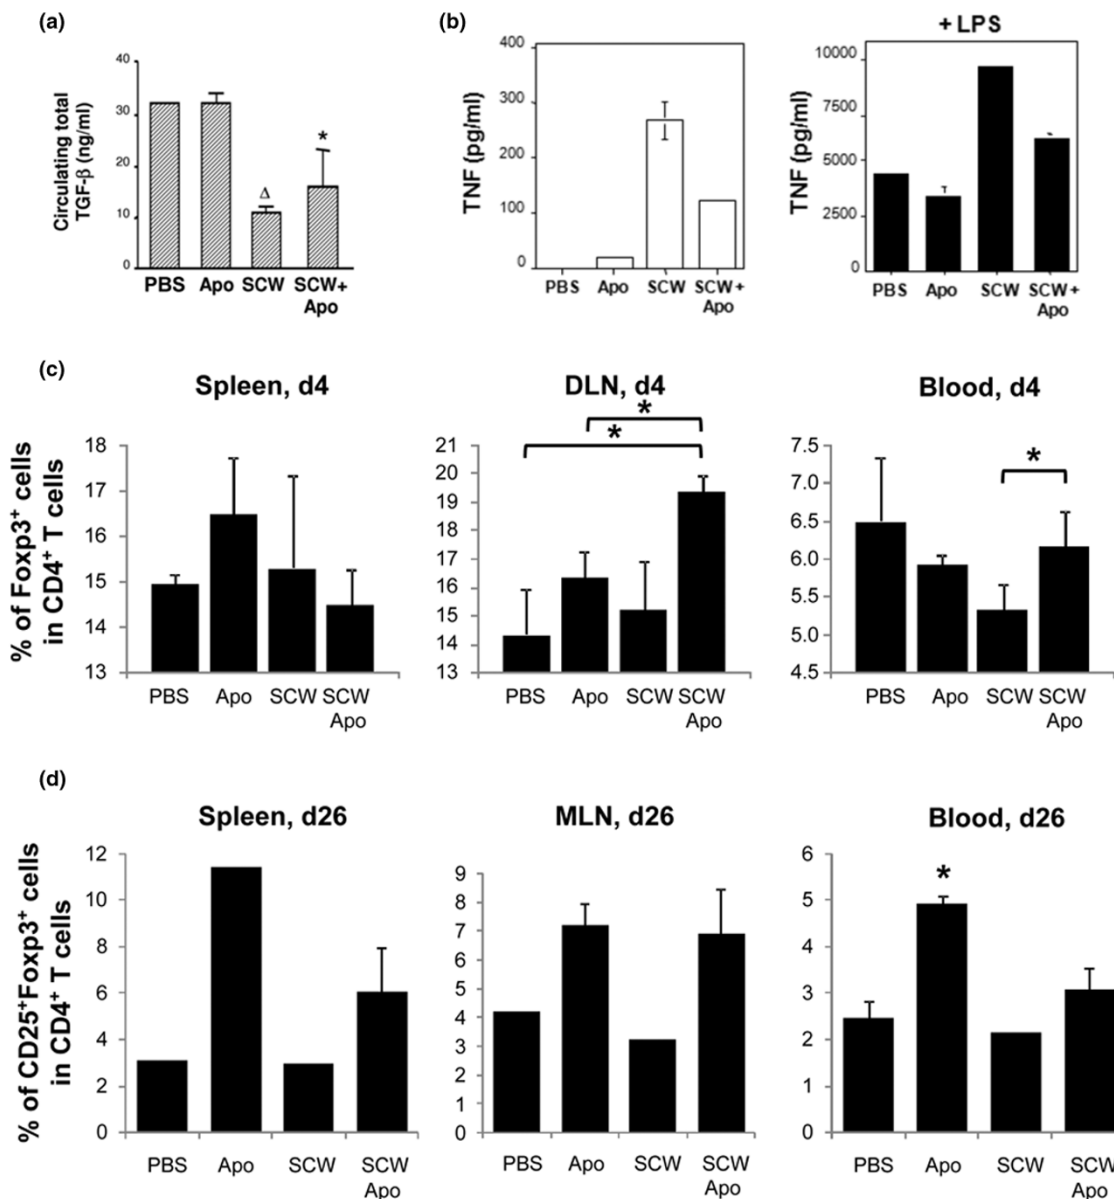 (a)
Circulating total
TGF-β (ng/ml)
40
30
20
10
0
Δ
*
PBS Apo SCW SCW+
Apo
(b)
TNF (pg/ml)
400
300
200
100
0
PBS Apo SCW SCW+
Apo
+ LPS
TNF (pg/ml)
10000
7500
5000
2500
0
PBS Apo SCW SCW+
Apo
(c)
% of Foxp3+ cells
in CD4+ T cells
Spleen, d4
18
17
16
15
14
13
PBS Apo SCW SCW
Apo
DLN, d4
*
*
21
20
19
18
17
16
15
14
13
PBS Apo SCW SCW
Apo
Blood, d4
*
7.5
7.0
6.5
6.0
5.5
5.0
4.5
PBS Apo SCW SCW
Apo
(d)
% of CD25+Foxp3+ cells
in CD4+ T cells
Spleen, d26
12
10
8
6
4
2
0
PBS Apo SCW SCW
Apo
MLN, d26
9
8
7
6
5
4
3
2
1
0
PBS Apo SCW SCW
Apo
Blood, d26
*
6
5
4
3
2
1
0
PBS Apo SCW SCW
Apo